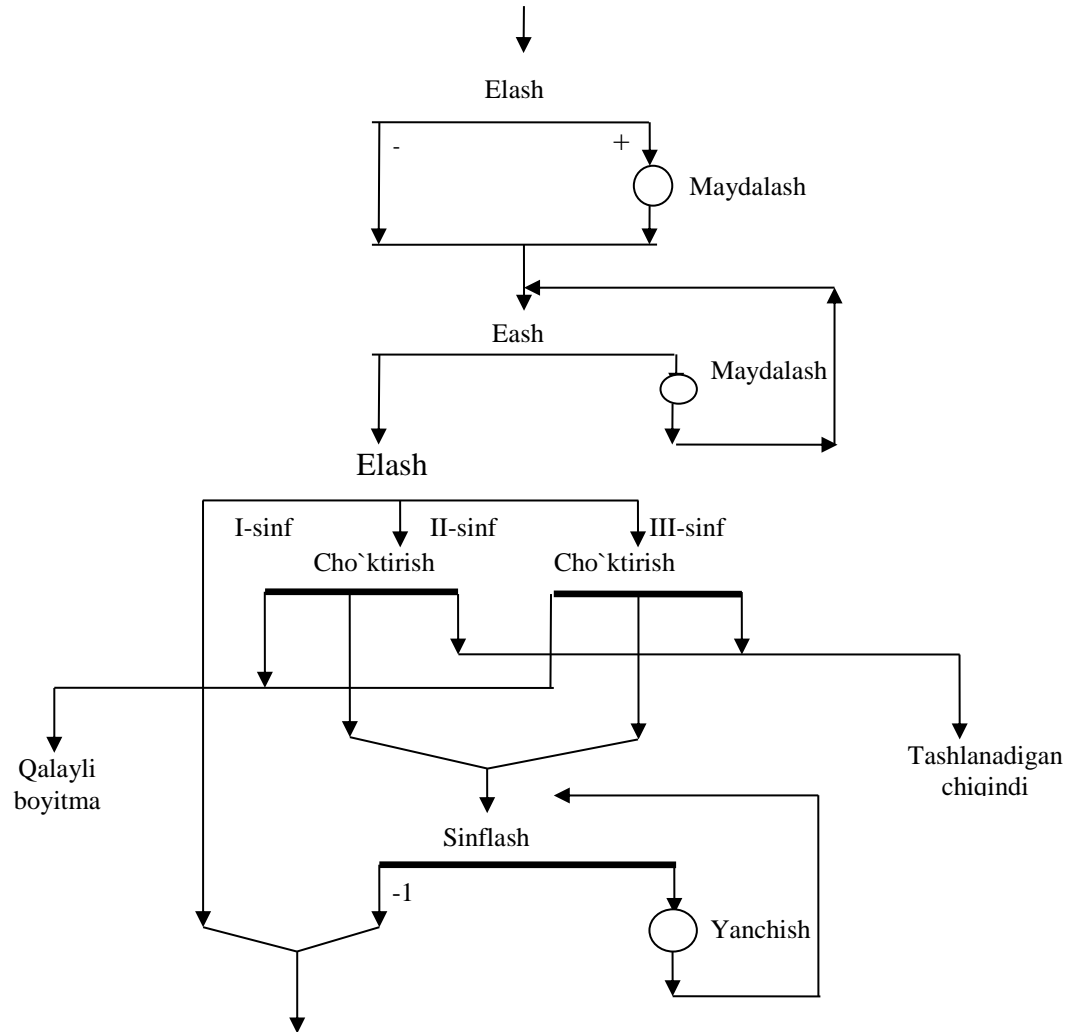 Elash
-
+
Maydalash
Eash
Maydalash
Elash
I-sinf
II-sinf
III-sinf
Cho`ktirish
Cho`ktirish
Qalayli
boyitma
Tashlanadigan
chiqindi
Sinflash
-1
Yanchish